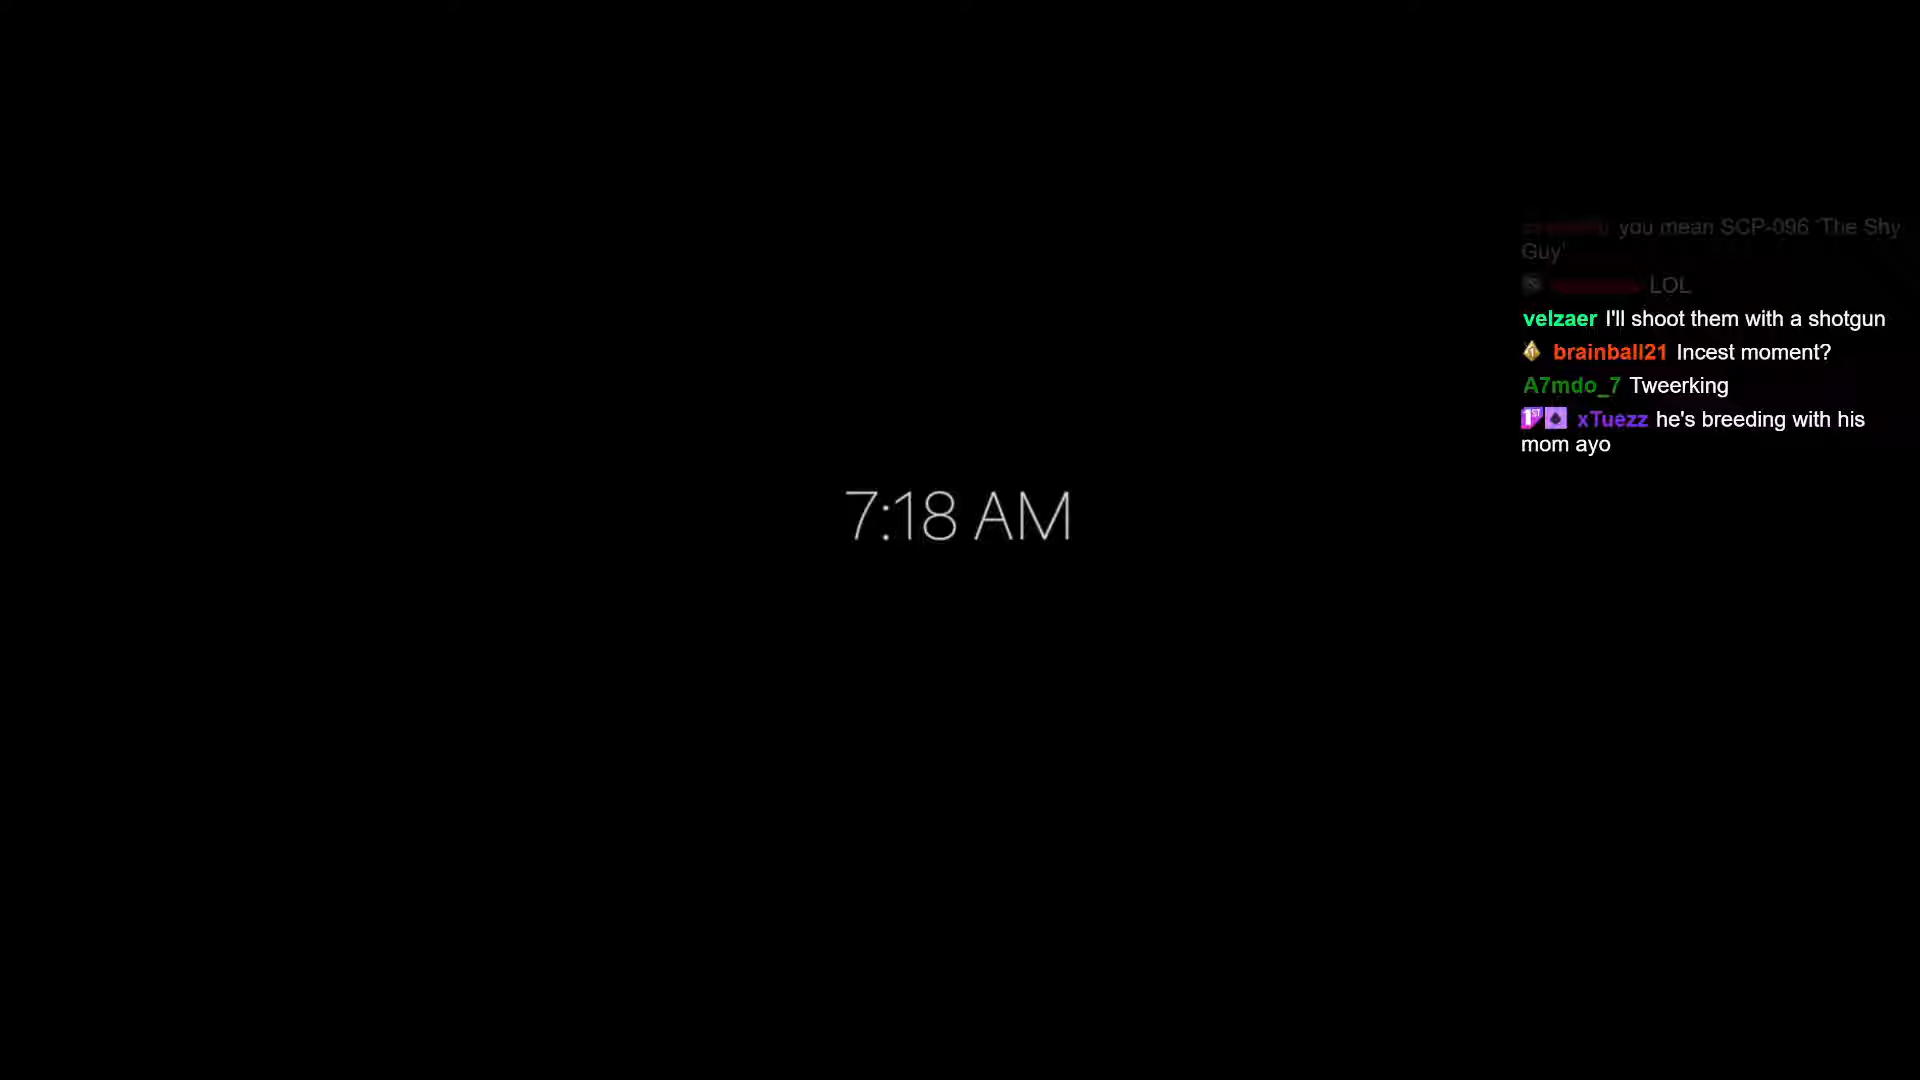 you mean SCP-096 'The Shy
Guy'
LOL
velzaer I'll shoot them with a shotgun
brainball21 Incest moment?
A7mdo_7 Tweerking
1ST xTuezz he's breeding with his
mom ayo
7:18 AM